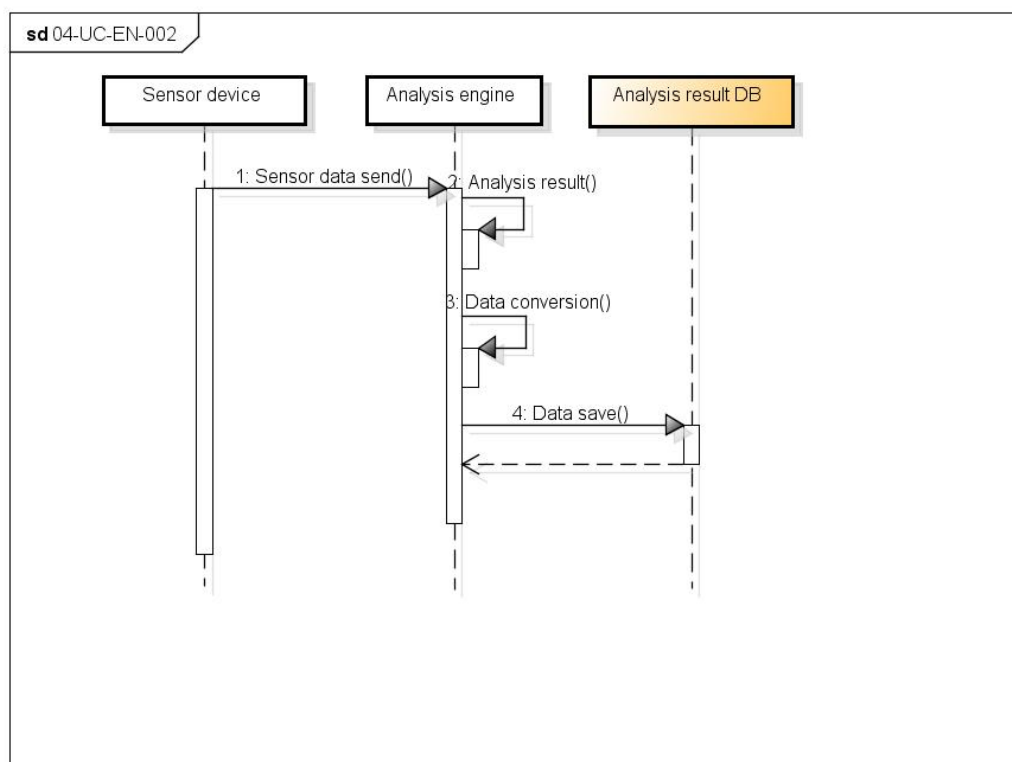 sd 04-UC-EN-002
Sensor device
Analysis engine
Analysis result DB
1: Sensor data send()
2: Analysis result()
3: Data conversion()
4: Data save()